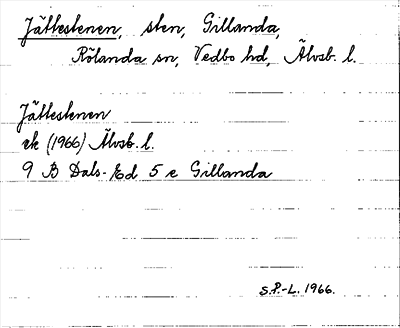 Jättestenen, sten, Gillanda,
Rölanda sn, Vedbo hd, Älvsb. l.
Jättestenen
ek (1966) Älvsb. l.
9 B Dals-Ed 5 e Gillanda
S.P.-L. 1966.